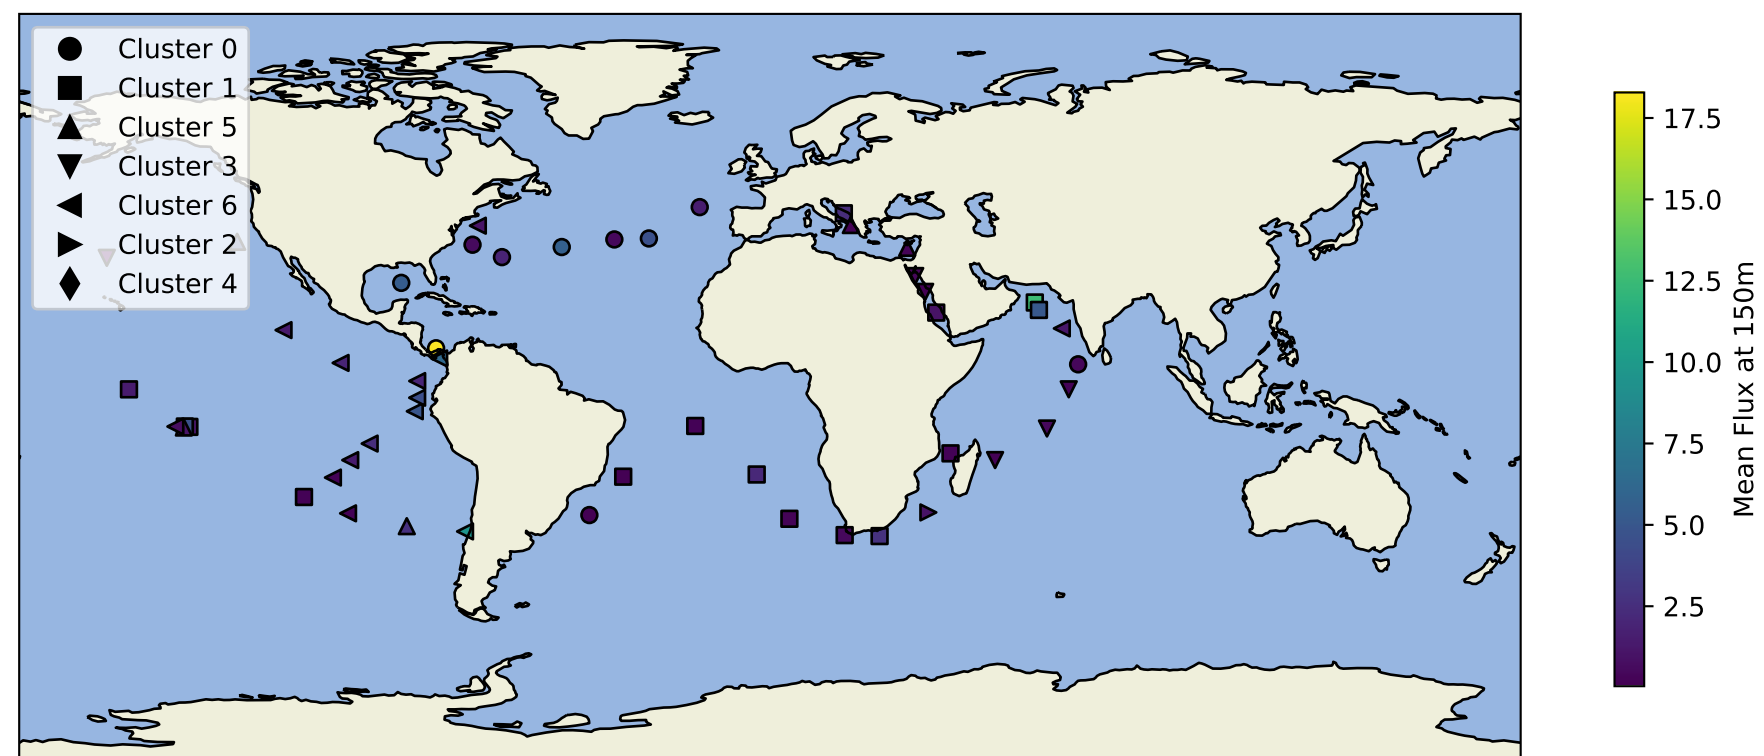 Cluster 0
Cluster 1
Cluster 5
Cluster 3
Cluster 6
Cluster 2
Cluster 4
17.5
15.0
12.5
10.0
7.5
5.0
2.5
Mean Flux at 150m